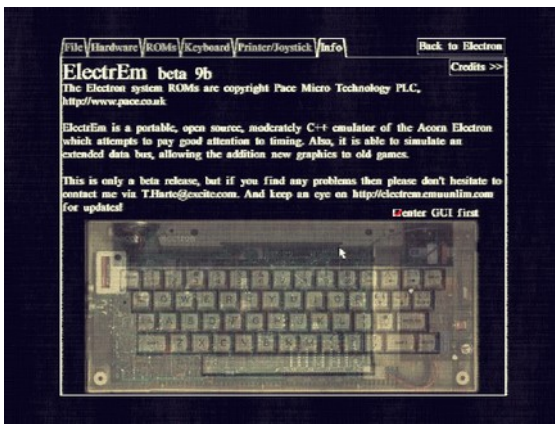 File Hardware ROMs Keyboard Printer/Joystick Info Back to Electron
Credits >>
ElectrEm beta 9b
The Electron system ROMs are copyright Pace Micro Technology PLC,
http://www.pace.co.uk
ElectrEm is a portable, open source, moderately C++ emulator of the Acorn Electron
which attempts to pay good attention to timing. Also, it is able to simulate an
extended data bus, allowing the addition new graphics to old games.
This is only a beta release, but if you find any problems then please don't hesitate to
contact me via T.Harte@excite.com. And keep an eye on http://electrem.emuunlim.com
for updates!
enter GUI first